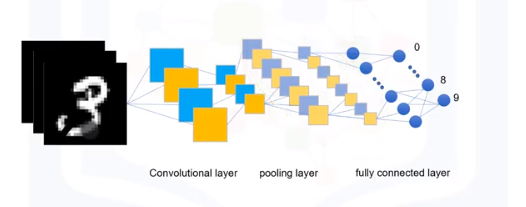 0
8
9
Convolutional layer
pooling layer
fully connected layer